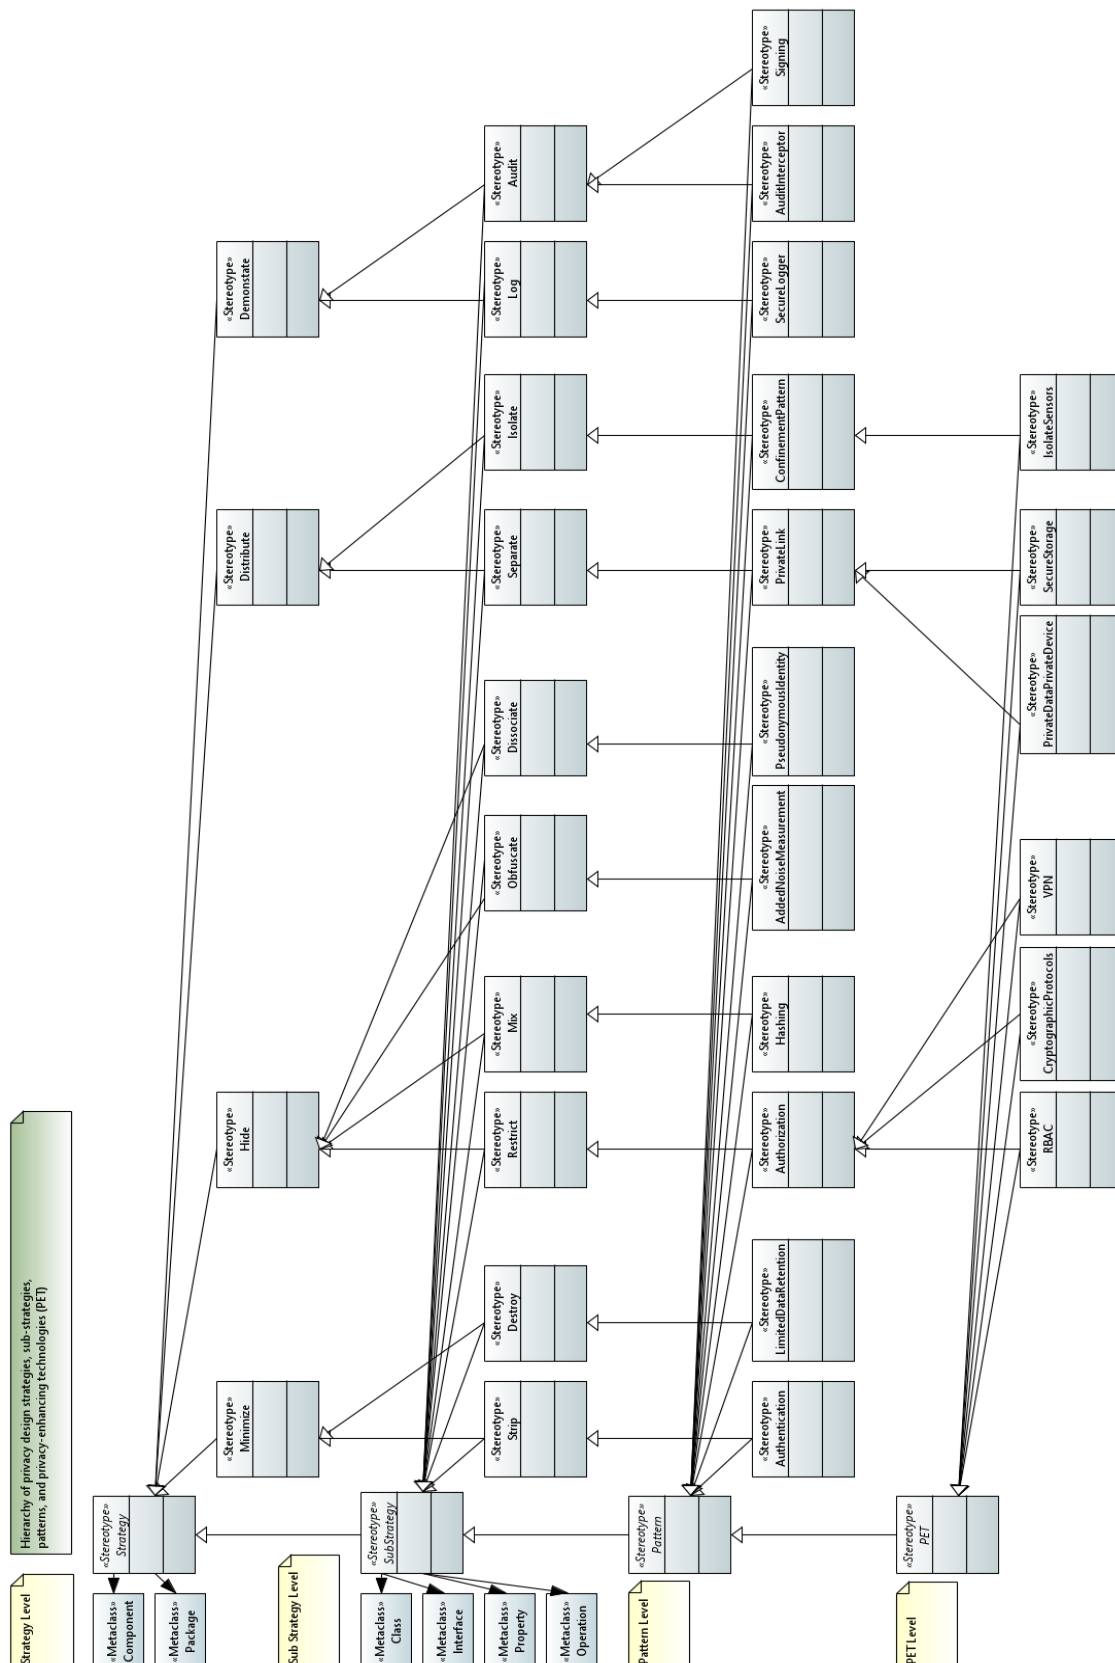 Hierarchy of privacy design strategies, sub-strategies,
patterns, and privacy-enhancing technologies (PET)
Strategy Level
«Metaclass»
Component
«Metaclass»
Package
«Stereotype»
Strategy
«Stereotype»
Minimize
«Stereotype»
Hide
«Stereotype»
Distribute
«Stereotype»
Demonstate
Sub Strategy Level
«Metaclass»
Class
«Metaclass»
Interface
«Metaclass»
Property
«Metaclass»
Operation
«Stereotype»
SubStrategy
«Stereotype»
Strip
«Stereotype»
Destroy
«Stereotype»
Restrict
«Stereotype»
Mix
«Stereotype»
Obfuscate
«Stereotype»
Dissociate
«Stereotype»
Separate
«Stereotype»
Isolate
«Stereotype»
Log
«Stereotype»
Audit
Pattern Level
«Stereotype»
Pattern
«Stereotype»
Authentication
«Stereotype»
LimitedDataRetention
«Stereotype»
Authorization
«Stereotype»
Hashing
«Stereotype»
AddedNoiseMeasurement
«Stereotype»
PseudonymousIdentity
«Stereotype»
PrivateLink
«Stereotype»
ConfinementPattern
«Stereotype»
SecureLogger
«Stereotype»
AuditInterceptor
«Stereotype»
Signing
PET Level
«Stereotype»
PET
«Stereotype»
RBAC
«Stereotype»
CryptographicProtocols
«Stereotype»
VPN
«Stereotype»
PrivateDataPrivateDevice
«Stereotype»
SecureStorage
«Stereotype»
IsolateSensors